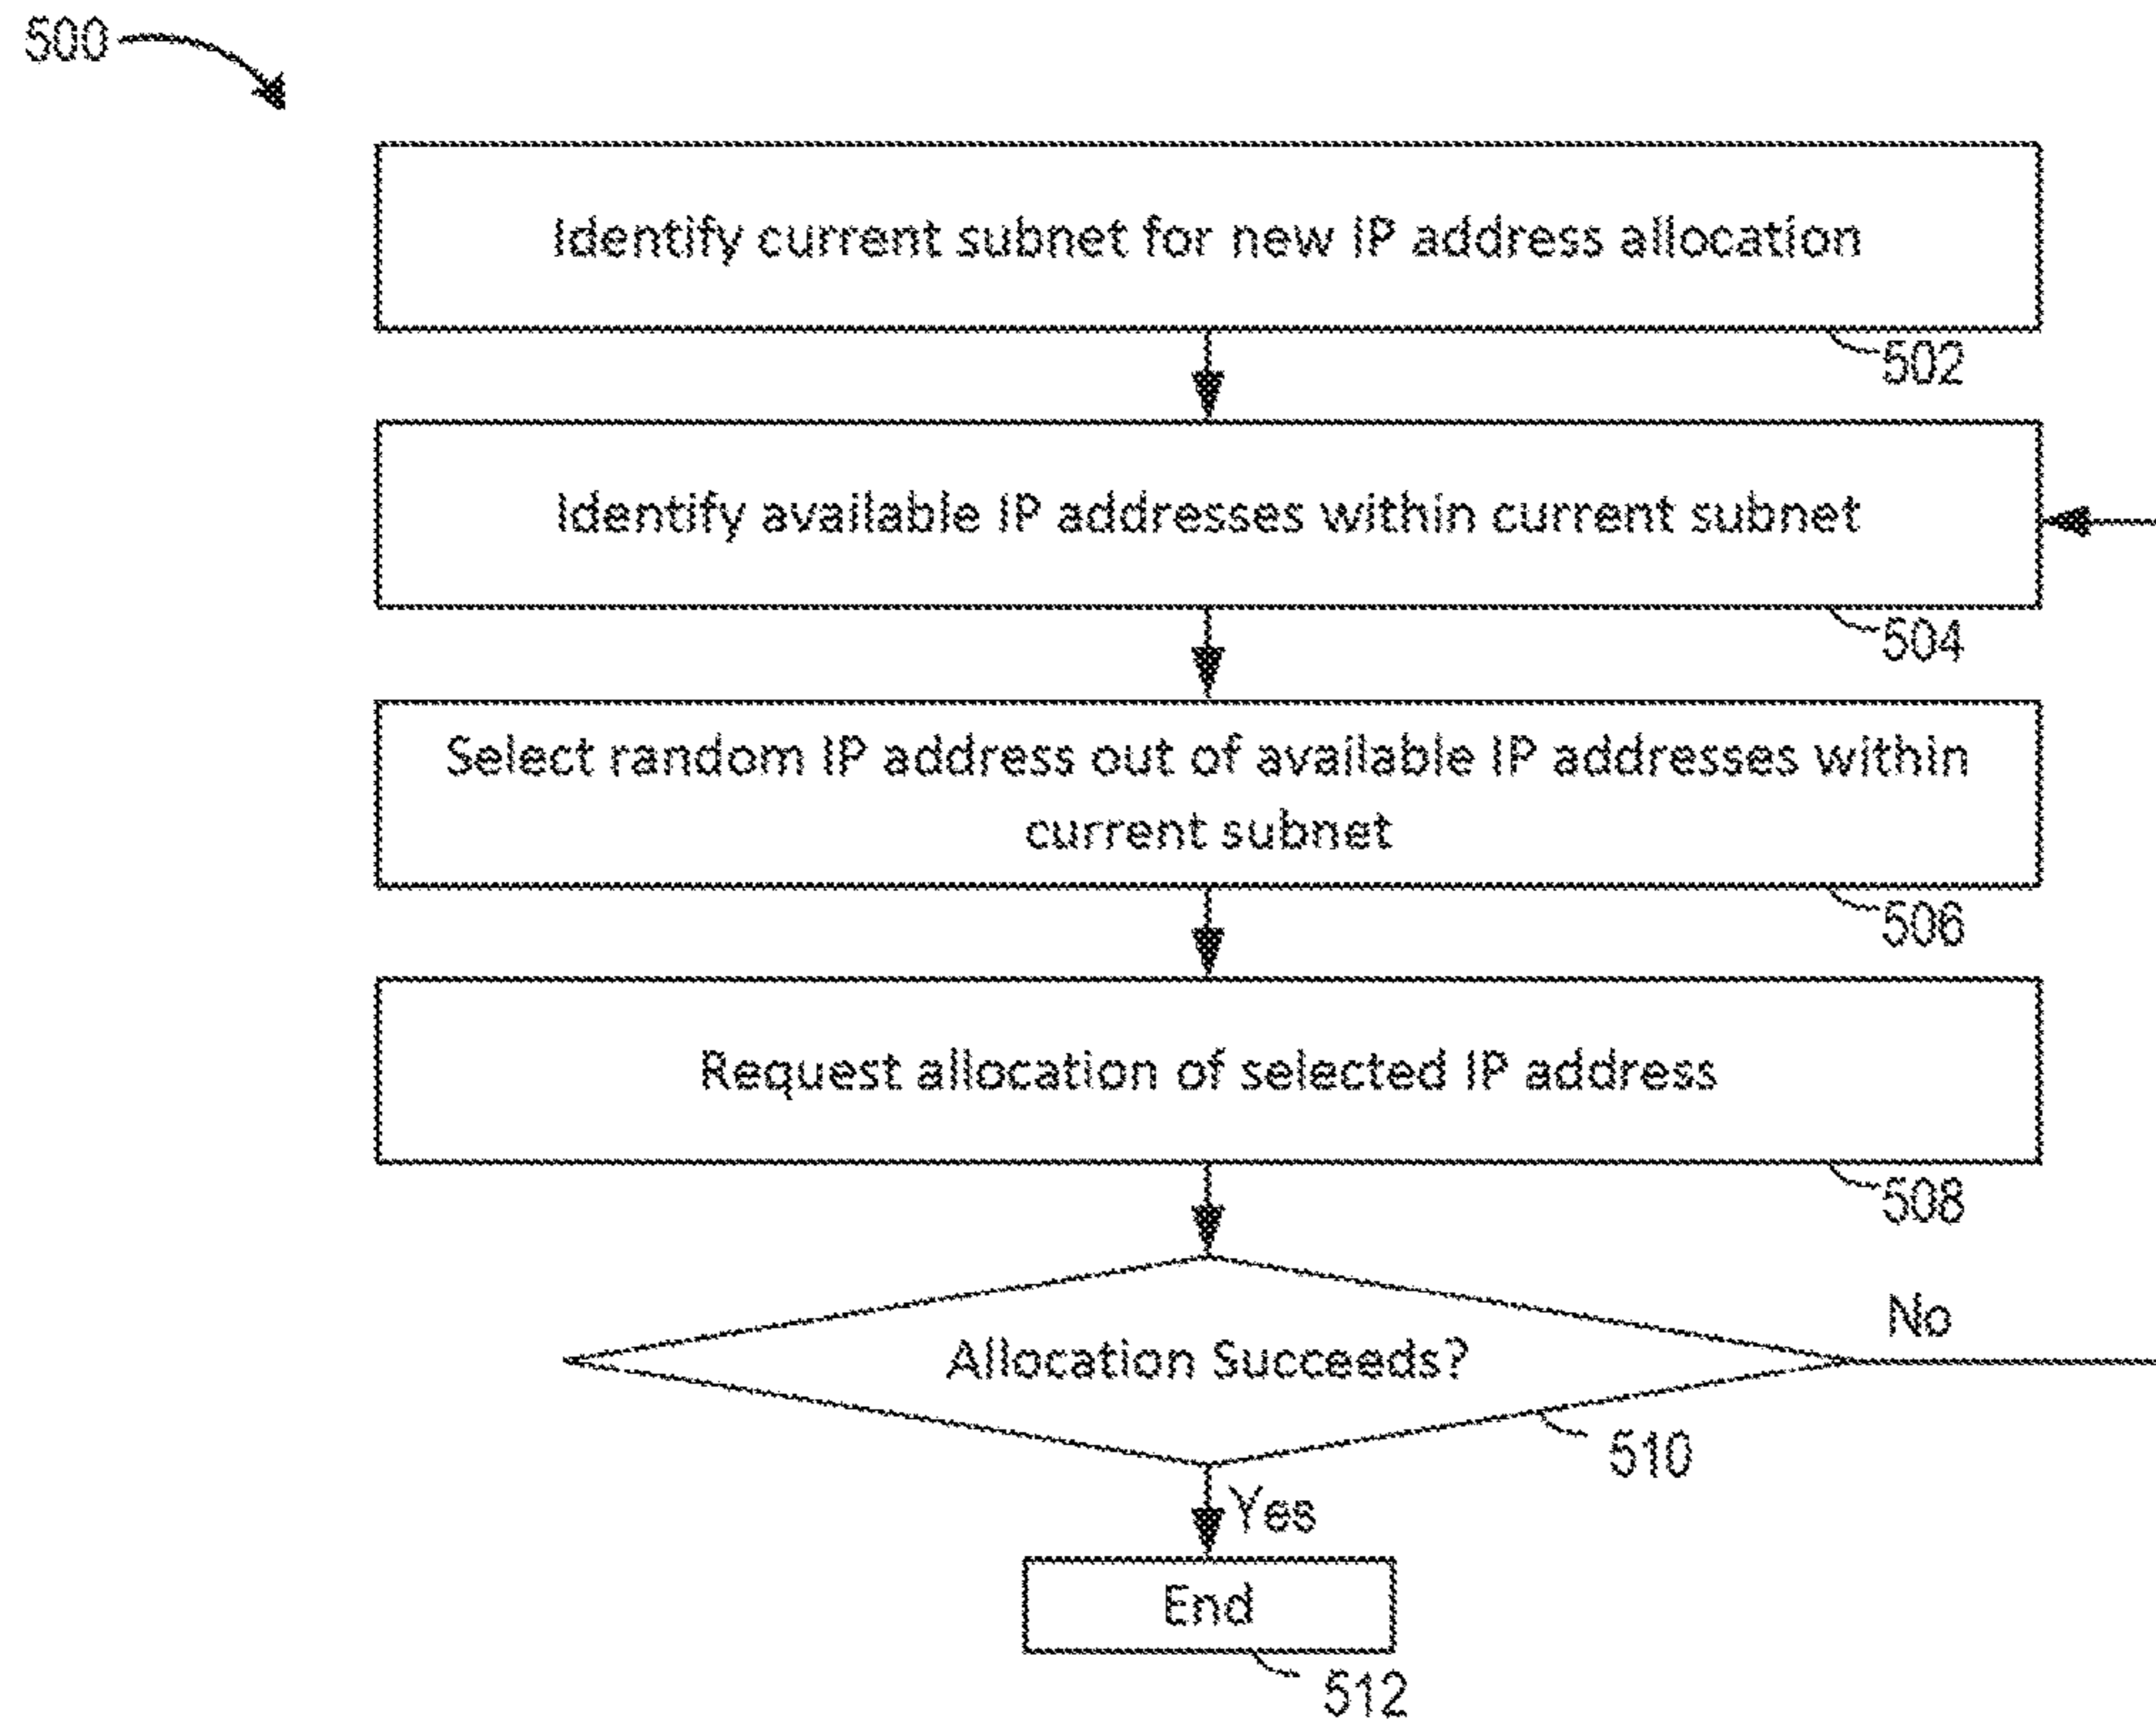 500
Identify current subnet for new IP address allocation
502
Identify available IP addresses within current subnet
504
Select random IP address out of available IP addresses within
current subnet
506
Request allocation of selected IP address
508
Allocation Succeeds?
No
510
Yes
End
512